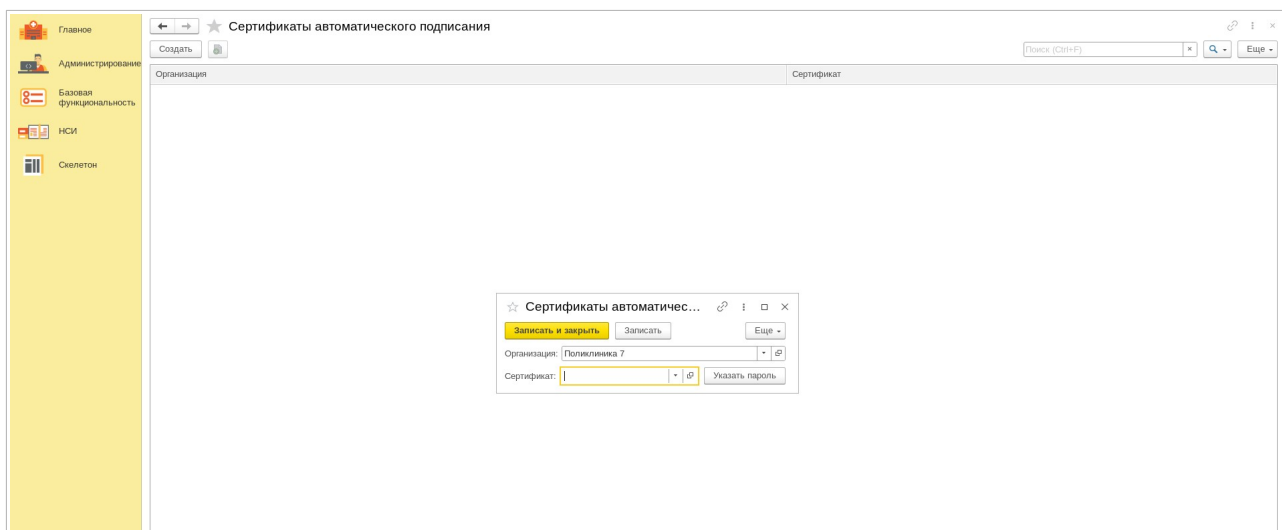 Главное
Администрирование
Базовая
функциональность
НСИ
Скелетон
Сертификаты автоматического подписания
Создать
Поиск (Ctrl+F)
×
Еще
Организация
Сертификат
Сертификаты автоматичес...
Записать и закрыть
Записать
Еще
Организация:
Поликлиника 7
Сертификат:
Указать пароль